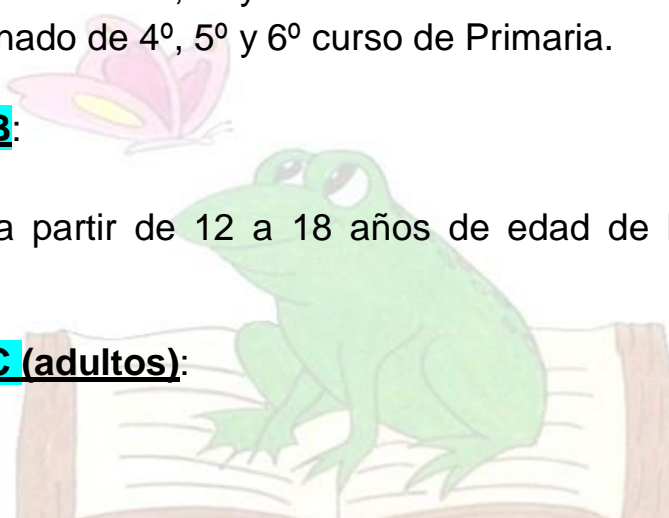 nado de 4º, 5º y 6º curso de Primaria.
B:
a partir de 12 a 18 años de edad de
C (adultos):